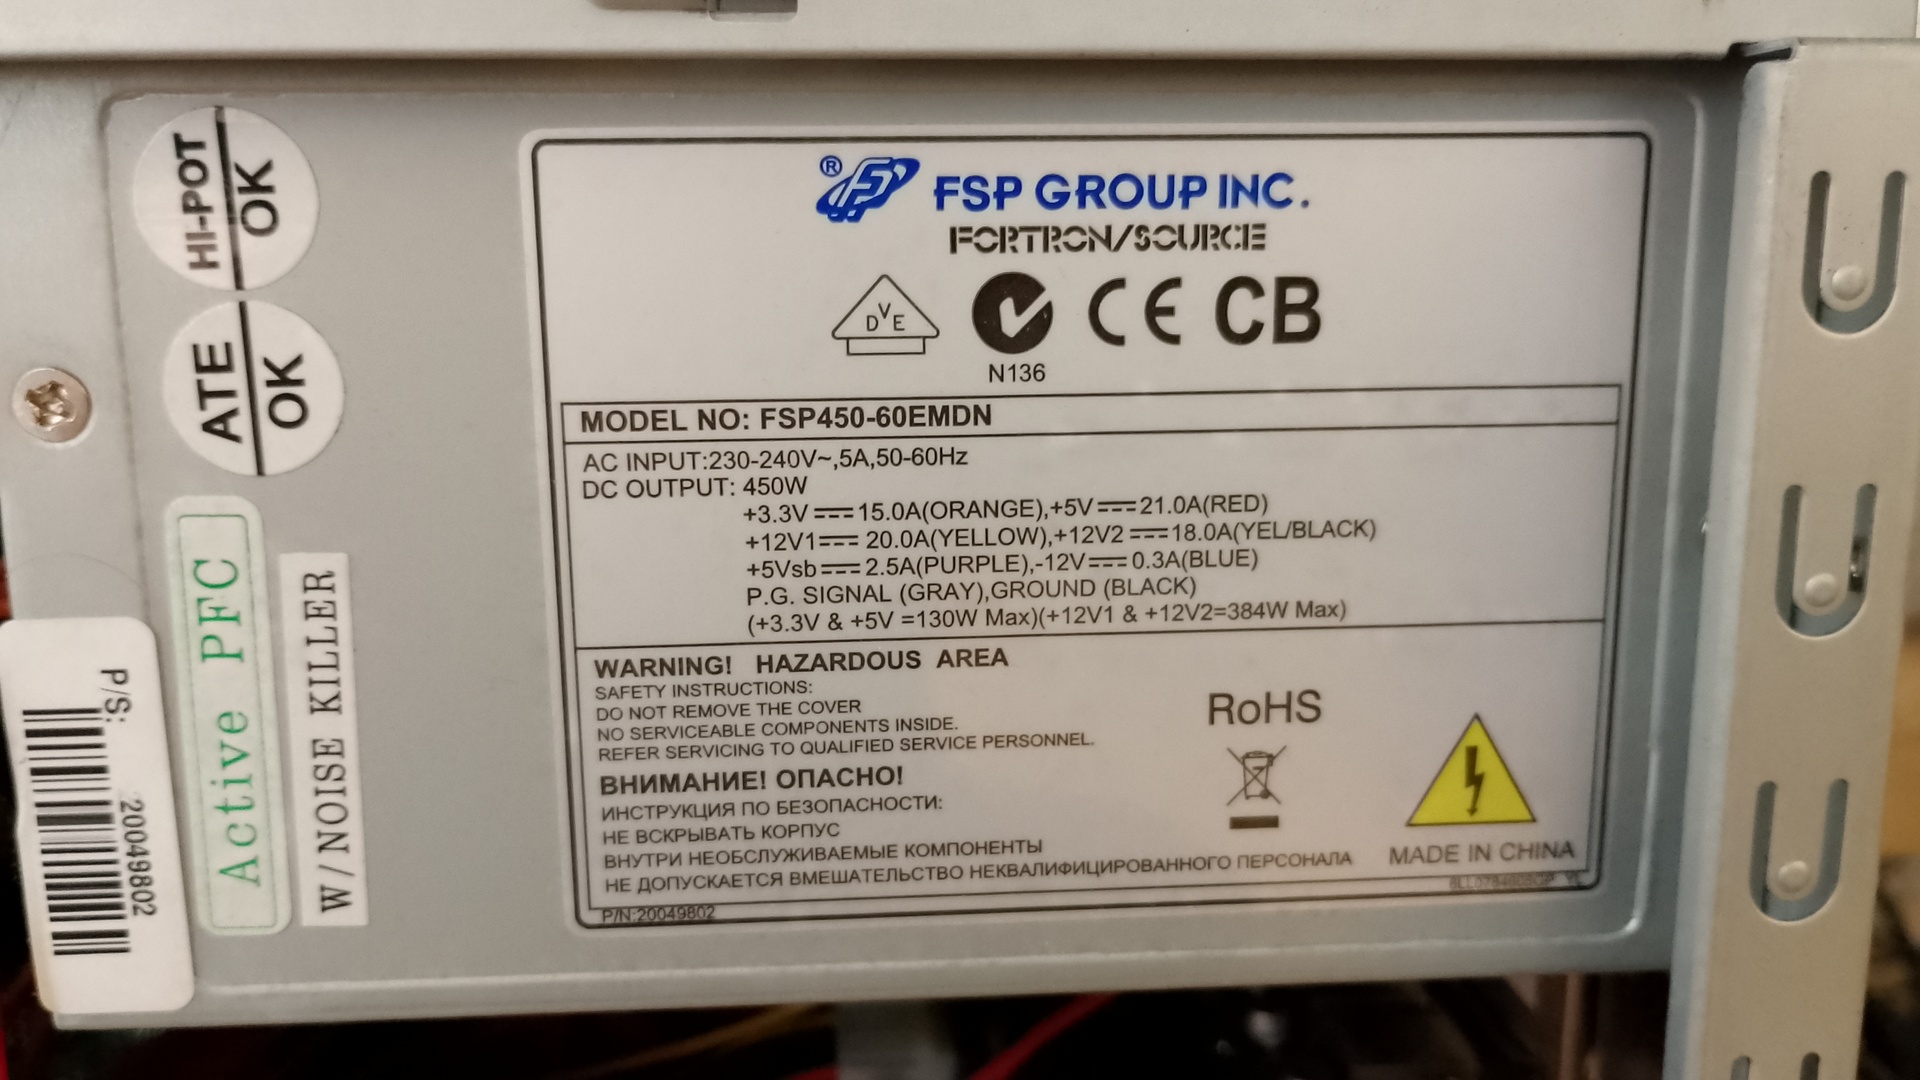 HI-POT
OK
ATE
OK
Active PFC
W/NOISE KILLER
P/S:
20049802
® FSP GROUP INC.
FORTRON/SOURCE
DVE
N136
CE CB
MODEL NO: FSP450-60EMDN
AC INPUT:230-240V~,5A,50-60Hz
DC OUTPUT: 450W
+3.3V ⎓ 15.0A(ORANGE),+5V ⎓ 21.0A(RED)
+12V1 ⎓ 20.0A(YELLOW),+12V2 ⎓ 18.0A(YEL/BLACK)
+5Vsb ⎓ 2.5A(PURPLE),-12V ⎓ 0.3A(BLUE)
P.G. SIGNAL (GRAY),GROUND (BLACK)
(+3.3V & +5V =130W Max)(+12V1 & +12V2=384W Max)
WARNING! HAZARDOUS AREA
SAFETY INSTRUCTIONS:
DO NOT REMOVE THE COVER
NO SERVICEABLE COMPONENTS INSIDE.
REFER SERVICING TO QUALIFIED SERVICE PERSONNEL.
ВНИМАНИЕ! ОПАСНО!
ИНСТРУКЦИЯ ПО БЕЗОПАСНОСТИ:
НЕ ВСКРЫВАТЬ КОРПУС
ВНУТРИ НЕОБСЛУЖИВАЕМЫЕ КОМПОНЕНТЫ
НЕ ДОПУСКАЕТСЯ ВМЕШАТЕЛЬСТВО НЕКВАЛИФИЦИРОВАННОГО ПЕРСОНАЛА
RoHS
MADE IN CHINA
P/N:20049802